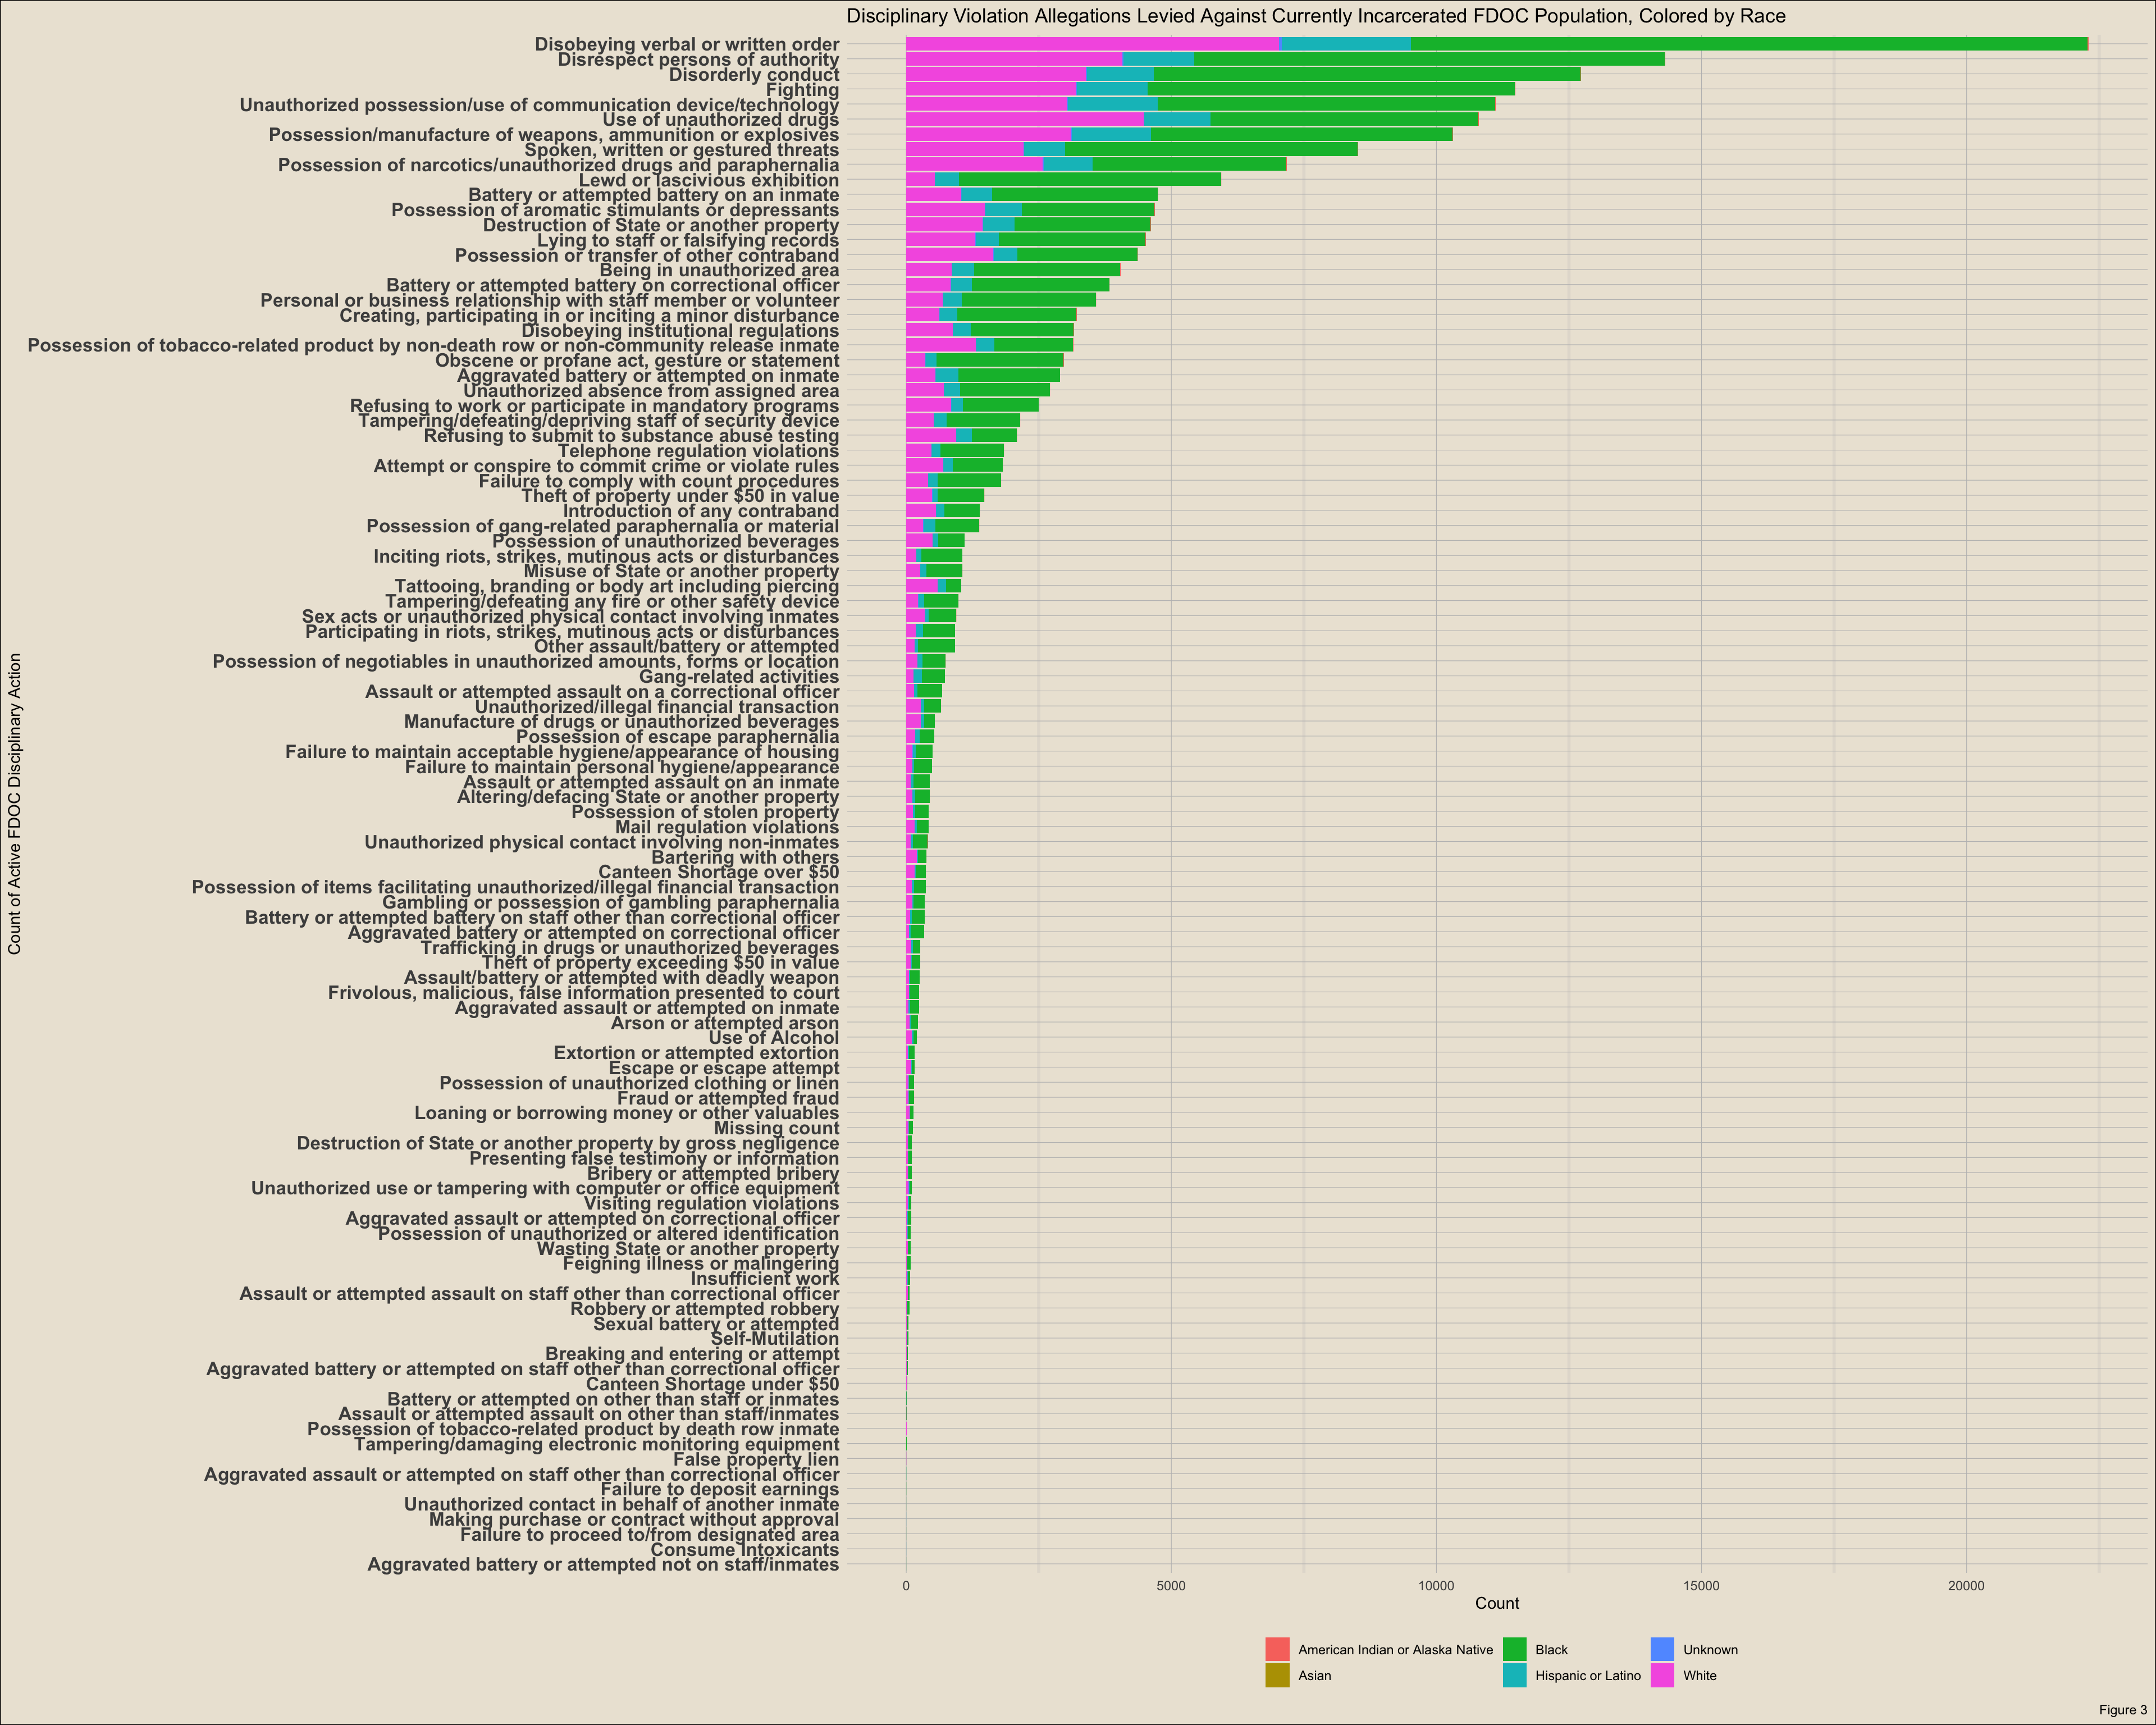 Disciplinary Violation Allegations Levied Against Currently Incarcerated FDOC Population, Colored by Race
Count of Active FDOC Disciplinary Action
Disobeying verbal or written order
Disrespect persons of authority
Disorderly conduct
Fighting
Unauthorized possession/use of communication device/technology
Use of unauthorized drugs
Possession/manufacture of weapons, ammunition or explosives
Spoken, written or gestured threats
Possession of narcotics/unauthorized drugs and paraphernalia
Lewd or lascivious exhibition
Battery or attempted battery on an inmate
Possession of aromatic stimulants or depressants
Destruction of State or another property
Lying to staff or falsifying records
Possession or transfer of other contraband
Being in unauthorized area
Battery or attempted battery on correctional officer
Personal or business relationship with staff member or volunteer
Creating, participating in or inciting a minor disturbance
Disobeying institutional regulations
Possession of tobacco-related product by non-death row or non-community release inmate
Obscene or profane act, gesture or statement
Aggravated battery or attempted on inmate
Unauthorized absence from assigned area
Refusing to work or participate in mandatory programs
Tampering/defeating/depriving staff of security device
Refusing to submit to substance abuse testing
Telephone regulation violations
Attempt or conspire to commit crime or violate rules
Failure to comply with count procedures
Theft of property under $50 in value
Introduction of any contraband
Possession of gang-related paraphernalia or material
Possession of unauthorized beverages
Inciting riots, strikes, mutinous acts or disturbances
Misuse of State or another property
Tattooing, branding or body art including piercing
Tampering/defeating any fire or other safety device
Sex acts or unauthorized physical contact involving inmates
Participating in riots, strikes, mutinous acts or disturbances
Other assault/battery or attempted
Possession of negotiables in unauthorized amounts, forms or location
Gang-related activities
Assault or attempted assault on a correctional officer
Unauthorized/illegal financial transaction
Manufacture of drugs or unauthorized beverages
Possession of escape paraphernalia
Failure to maintain acceptable hygiene/appearance of housing
Failure to maintain personal hygiene/appearance
Assault or attempted assault on an inmate
Altering/defacing State or another property
Possession of stolen property
Mail regulation violations
Unauthorized physical contact involving non-inmates
Bartering with others
Canteen Shortage over $50
Possession of items facilitating unauthorized/illegal financial transaction
Gambling or possession of gambling paraphernalia
Battery or attempted battery on staff other than correctional officer
Aggravated battery or attempted on correctional officer
Trafficking in drugs or unauthorized beverages
Theft of property exceeding $50 in value
Assault/battery or attempted with deadly weapon
Frivolous, malicious, false information presented to court
Aggravated assault or attempted on inmate
Arson or attempted arson
Use of Alcohol
Extortion or attempted extortion
Escape or escape attempt
Possession of unauthorized clothing or linen
Fraud or attempted fraud
Loaning or borrowing money or other valuables
Missing count
Destruction of State or another property by gross negligence
Presenting false testimony or information
Bribery or attempted bribery
Unauthorized use or tampering with computer or office equipment
Visiting regulation violations
Aggravated assault or attempted on correctional officer
Possession of unauthorized or altered identification
Wasting State or another property
Feigning illness or malingering
Insufficient work
Assault or attempted assault on staff other than correctional officer
Robbery or attempted robbery
Sexual battery or attempted
Self-Mutilation
Breaking and entering or attempt
Aggravated battery or attempted on staff other than correctional officer
Canteen Shortage under $50
Battery or attempted on other than staff or inmates
Assault or attempted assault on other than staff/inmates
Possession of tobacco-related product by death row inmate
Tampering/damaging electronic monitoring equipment
False property lien
Aggravated assault or attempted on staff other than correctional officer
Failure to deposit earnings
Unauthorized contact in behalf of another inmate
Making purchase or contract without approval
Failure to proceed to/from designated area
Consume Intoxicants
Aggravated battery or attempted not on staff/inmates
0 5000 10000 15000 20000
Count
American Indian or Alaska Native Black Unknown
Asian Hispanic or Latino White
Figure 3